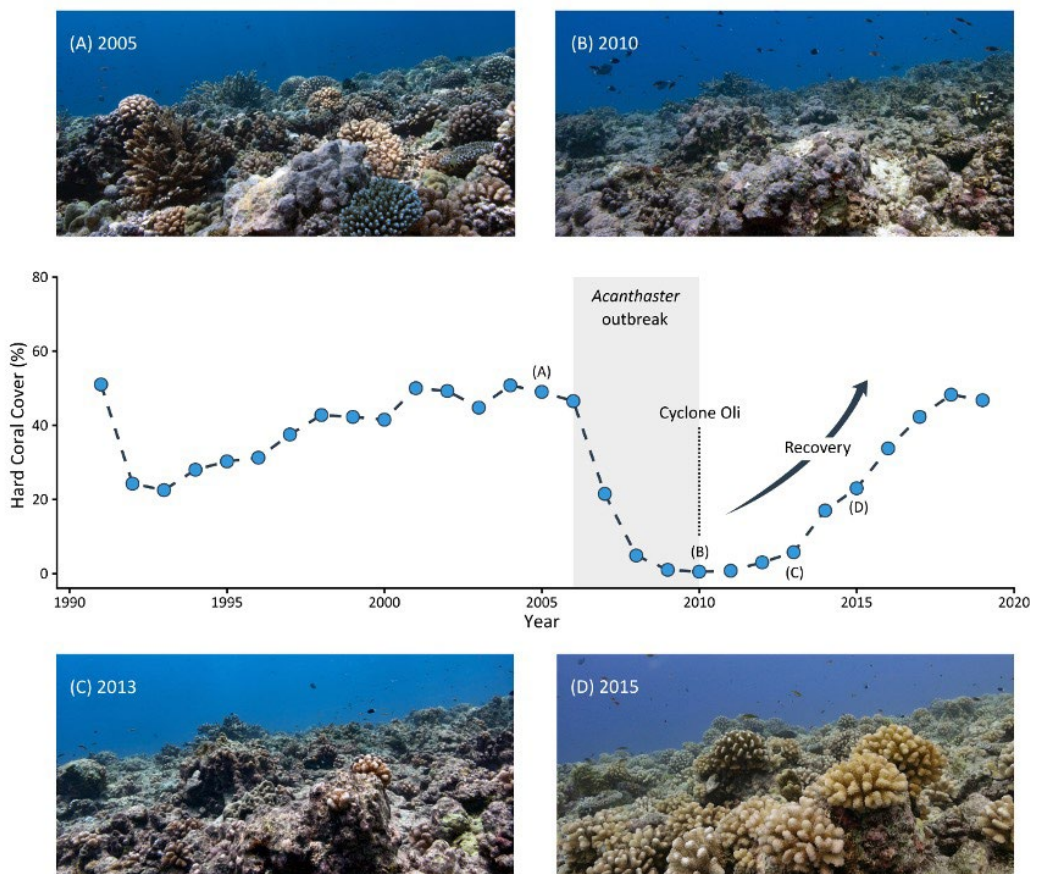 (A) 2005
(B) 2010
80
60
40
20
0
Hard Coral Cover (%)
Acanthaster
outbreak
(A)
Cyclone Oli
Recovery
(B)
(C)
(D)
1990
1995
2000
2005
2010
2015
2020
Year
(C) 2013
(D) 2015